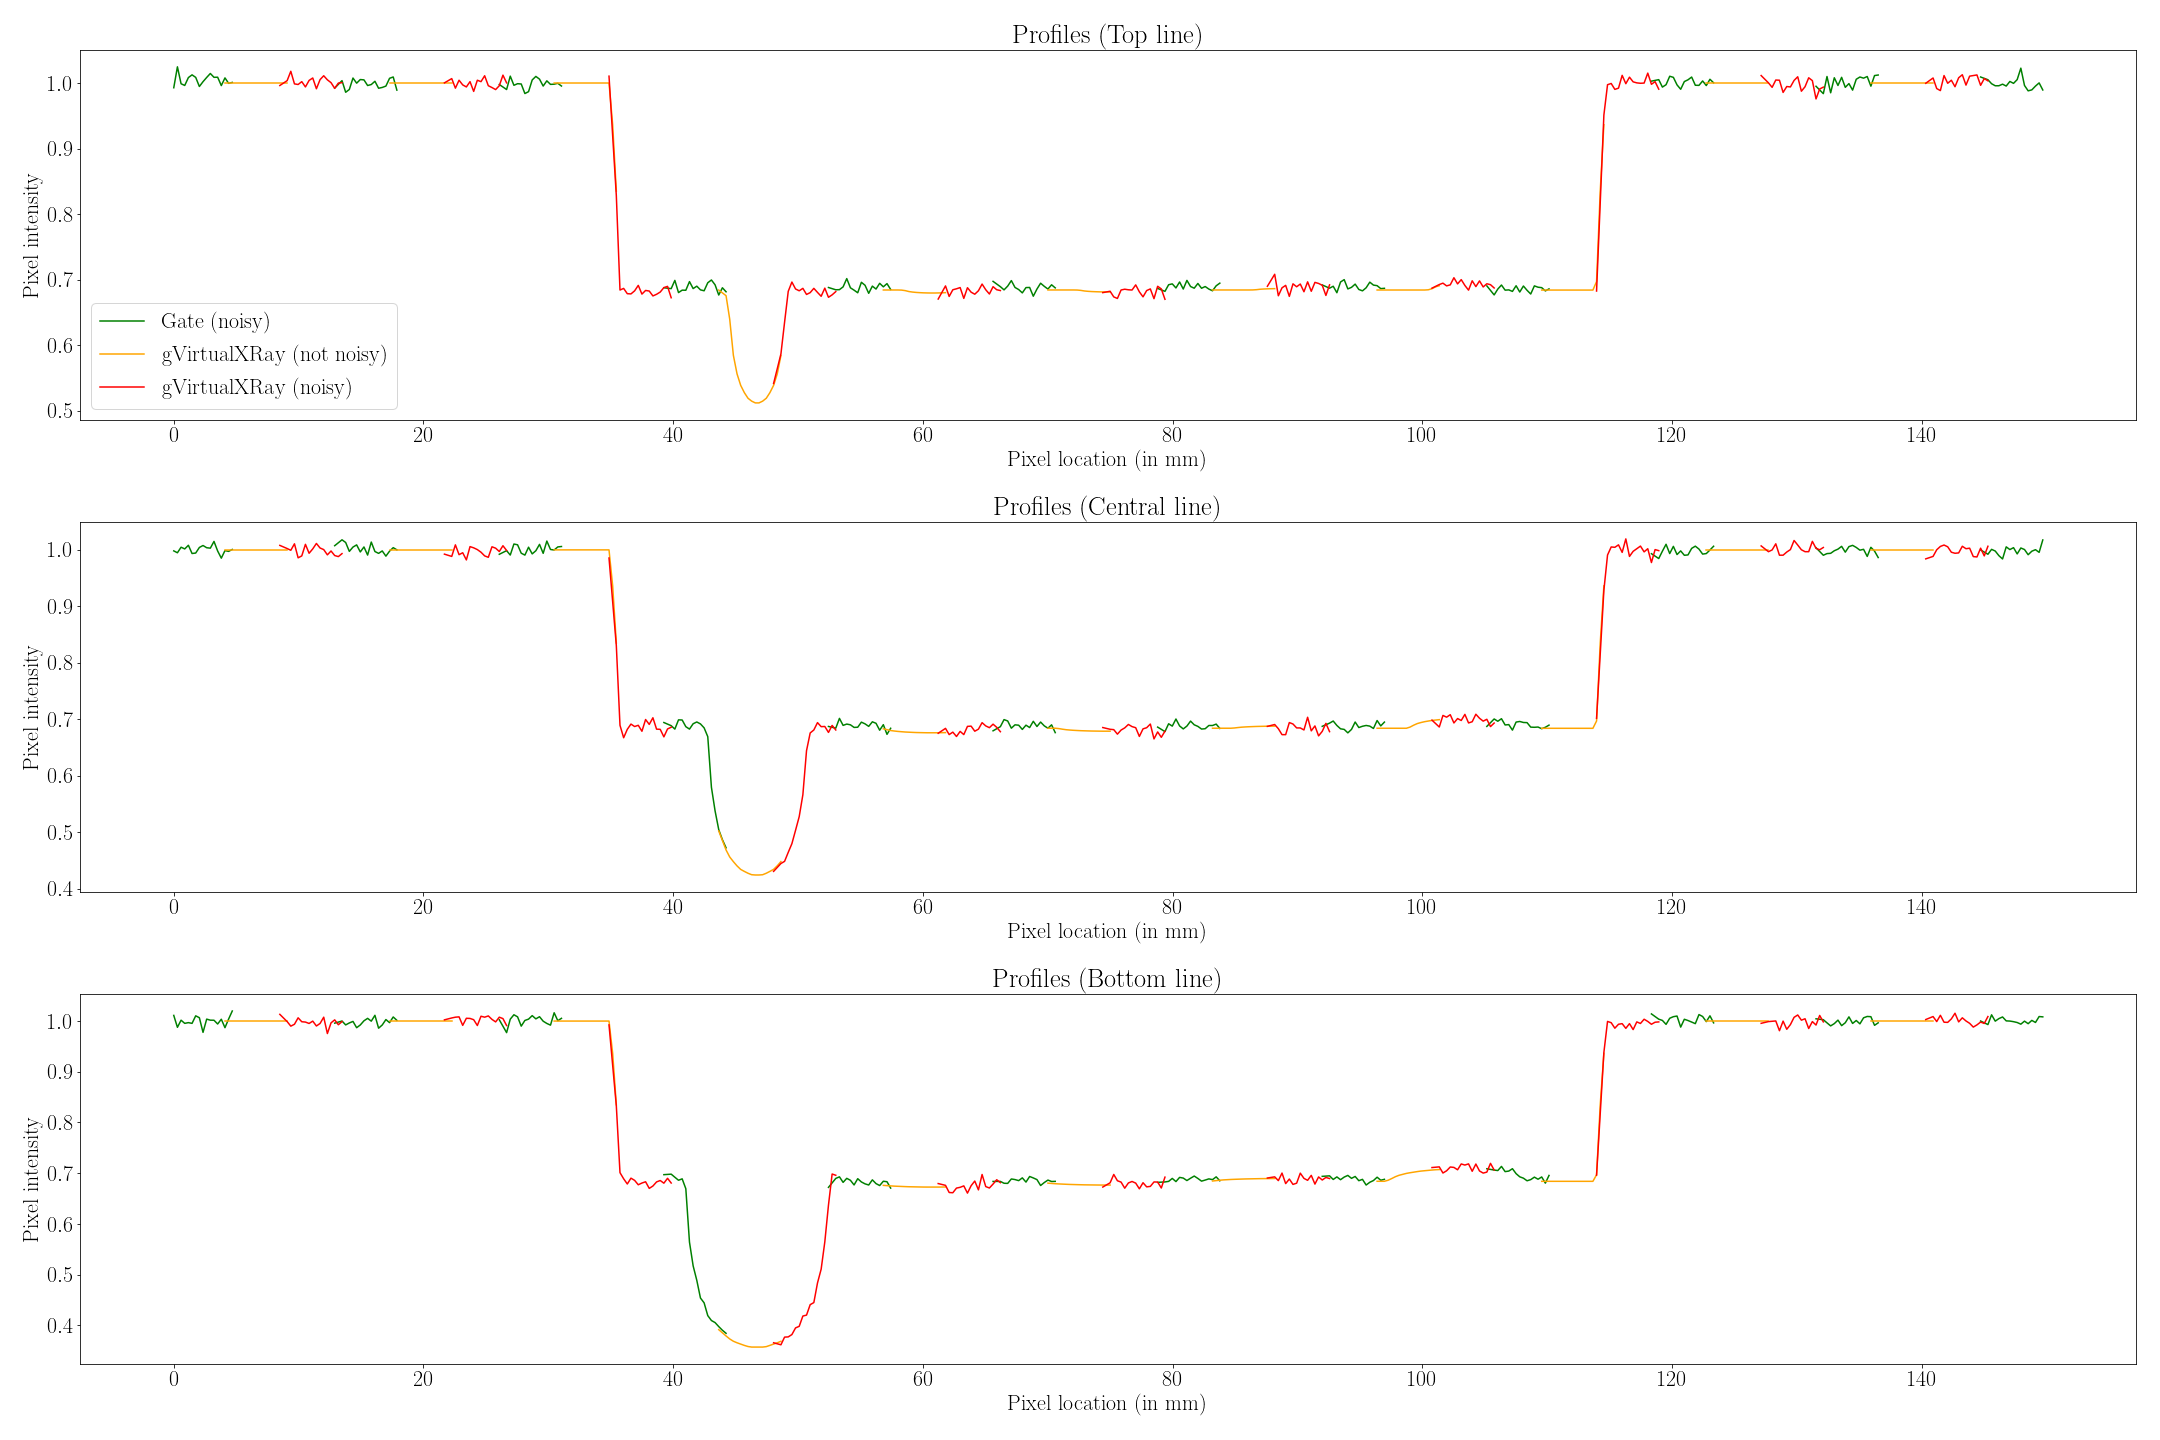 Profiles (Top line)
Pixel intensity
1.0
0.9
0.8
0.7
0.6
0.5
Gate (noisy)
gVirtualXRay (not noisy)
gVirtualXRay (noisy)
0 20 40 60 80 100 120 140
Pixel location (in mm)
Profiles (Central line)
Pixel intensity
1.0
0.9
0.8
0.7
0.6
0.5
0.4
0 20 40 60 80 100 120 140
Pixel location (in mm)
Profiles (Bottom line)
Pixel intensity
1.0
0.9
0.8
0.7
0.6
0.5
0.4
0 20 40 60 80 100 120 140
Pixel location (in mm)